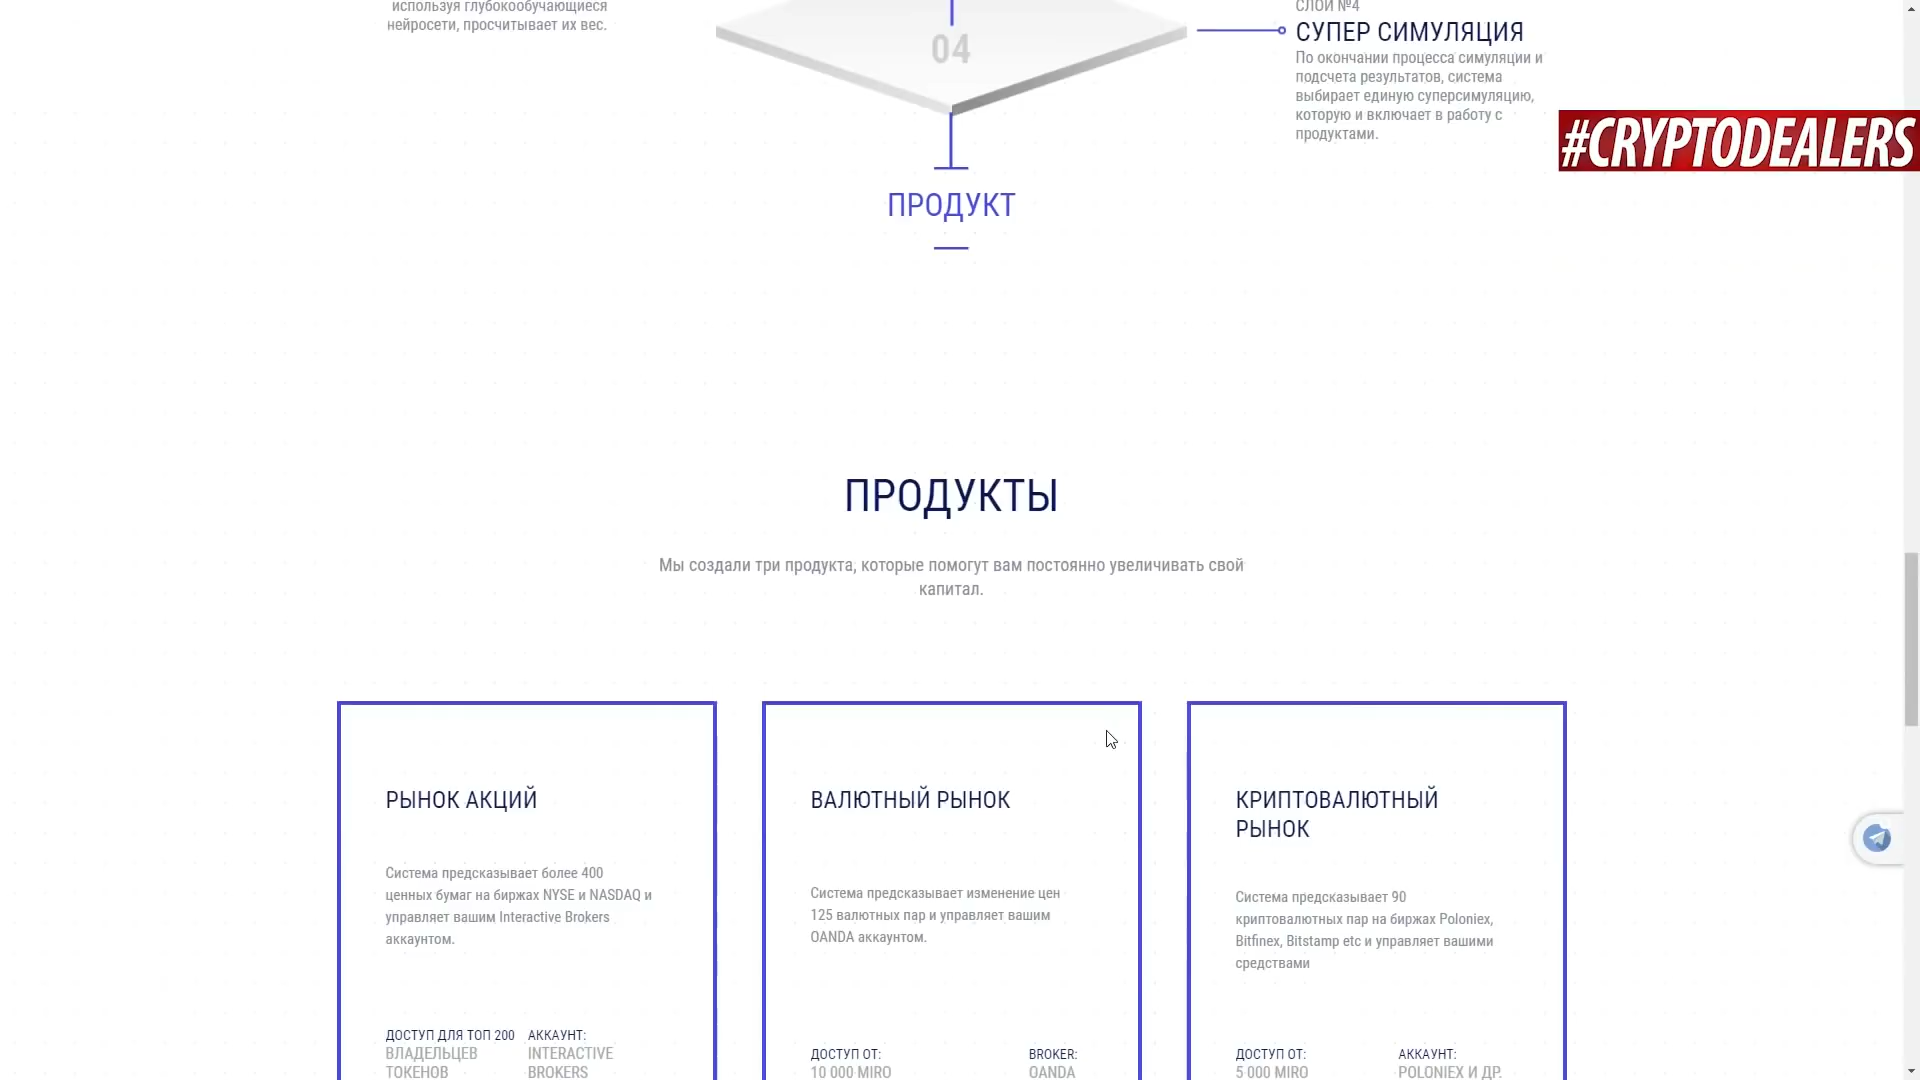 используя глубокообучающиеся
нейросети, просчитывает их вес.
04
СЛОЙ №4
СУПЕР СИМУЛЯЦИЯ
По окончании процесса симуляции и
подсчета результатов, система
выбирает единую суперсимуляцию,
которую и включает в работу с
продуктами.
#CRYPTODEALERS
ПРОДУКТ
ПРОДУКТЫ
Мы создали три продукта, которые помогут вам постоянно увеличивать свой
капитал.
РЫНОК АКЦИЙ
Система предсказывает более 400
ценных бумаг на биржах NYSE и NASDAQ и
управляет вашим Interactive Brokers
аккаунтом.
ДОСТУП ДЛЯ ТОП 200
ВЛАДЕЛЬЦЕВ
ТОКЕНОВ
АККАУНТ:
INTERACTIVE
BROKERS
ВАЛЮТНЫЙ РЫНОК
Система предсказывает изменение цен
125 валютных пар и управляет вашим
OANDA аккаунтом.
ДОСТУП ОТ:
10 000 MIRO
BROKER:
OANDA
КРИПТОВАЛЮТНЫЙ
РЫНОК
Система предсказывает 90
криптовалютных пар на биржах Poloniex,
Bitfinex, Bitstamp etc и управляет вашими
средствами
ДОСТУП ОТ:
5 000 MIRO
АККАУНТ:
POLONIEX И ДР.